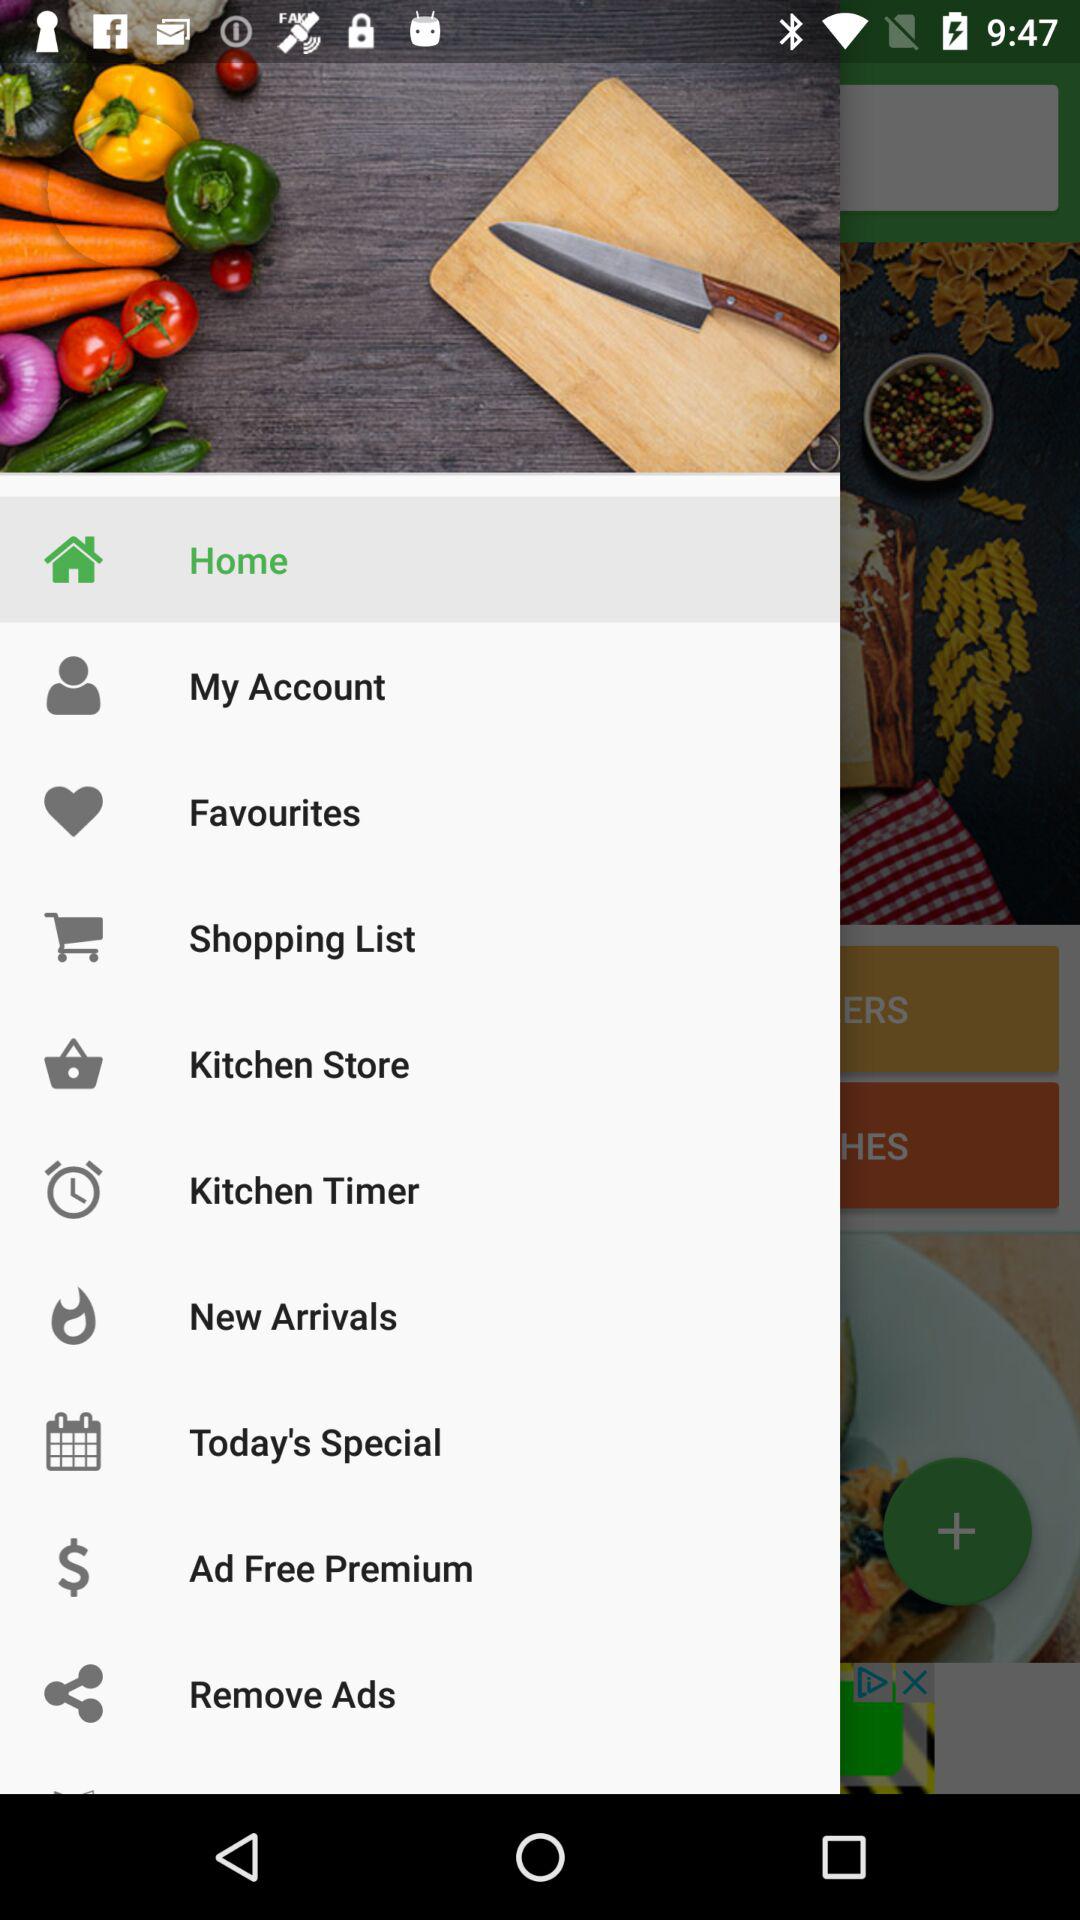 FAKE
9:47
Home
My Account
Favourites
Shopping List
ERS
Kitchen Store
HES
Kitchen Timer
New Arrivals
Today's Special
Ad Free Premium
Remove Ads